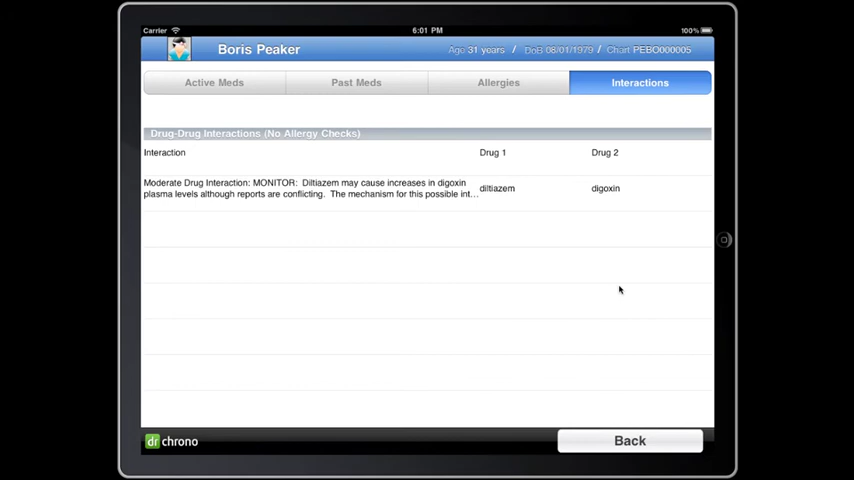 Carrier 6:01 PM 100%
Boris Peaker Age 31 years / DoB 08/01/1979 / Chart PEBO000005
Active Meds Past Meds Allergies Interactions
Drug-Drug Interactions (No Allergy Checks)
Interaction Drug 1 Drug 2
Moderate Drug Interaction: MONITOR: Diltiazem may cause increases in digoxin
plasma levels although reports are conflicting. The mechanism for this possible int... diltiazem digoxin
dr chrono Back